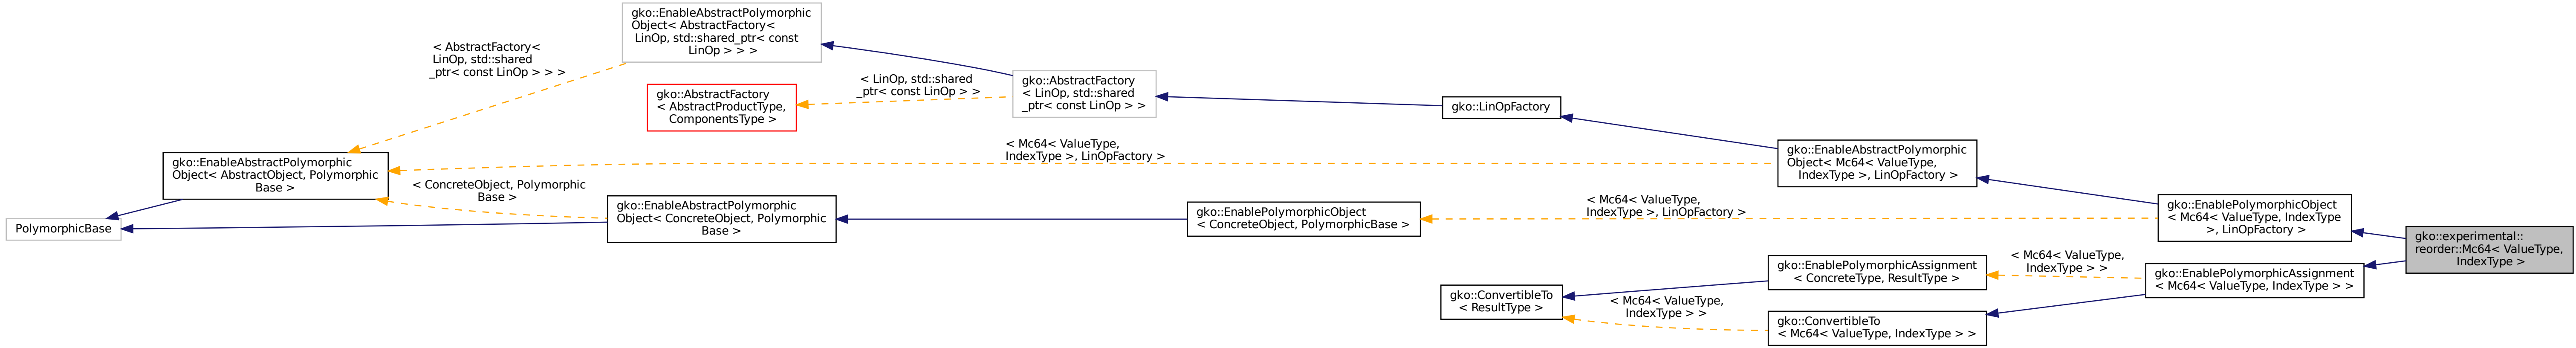 gko::EnableAbstractPolymorphic
Object< AbstractFactory<
LinOp, std::shared_ptr< const
LinOp > > >
< AbstractFactory<
LinOp, std::shared
_ptr< const LinOp > > >
gko::AbstractFactory
< AbstractProductType,
ComponentsType >
< LinOp, std::shared
_ptr< const LinOp > >
gko::AbstractFactory
< LinOp, std::shared
_ptr< const LinOp > >
gko::LinOpFactory
gko::EnableAbstractPolymorphic
Object< AbstractObject, Polymorphic
Base >
< Mc64< ValueType,
IndexType >, LinOpFactory >
gko::EnableAbstractPolymorphic
Object< Mc64< ValueType,
IndexType >, LinOpFactory >
< ConcreteObject, Polymorphic
Base >
PolymorphicBase
gko::EnableAbstractPolymorphic
Object< ConcreteObject, Polymorphic
Base >
gko::EnablePolymorphicObject
< ConcreteObject, PolymorphicBase >
< Mc64< ValueType,
IndexType >, LinOpFactory >
gko::EnablePolymorphicObject
< Mc64< ValueType, IndexType
>, LinOpFactory >
gko::experimental::
reorder::Mc64< ValueType,
IndexType >
gko::EnablePolymorphicAssignment
< ConcreteType, ResultType >
< Mc64< ValueType,
IndexType > >
gko::EnablePolymorphicAssignment
< Mc64< ValueType, IndexType > >
gko::ConvertibleTo
< ResultType >
< Mc64< ValueType,
IndexType > >
gko::ConvertibleTo
< Mc64< ValueType, IndexType > >